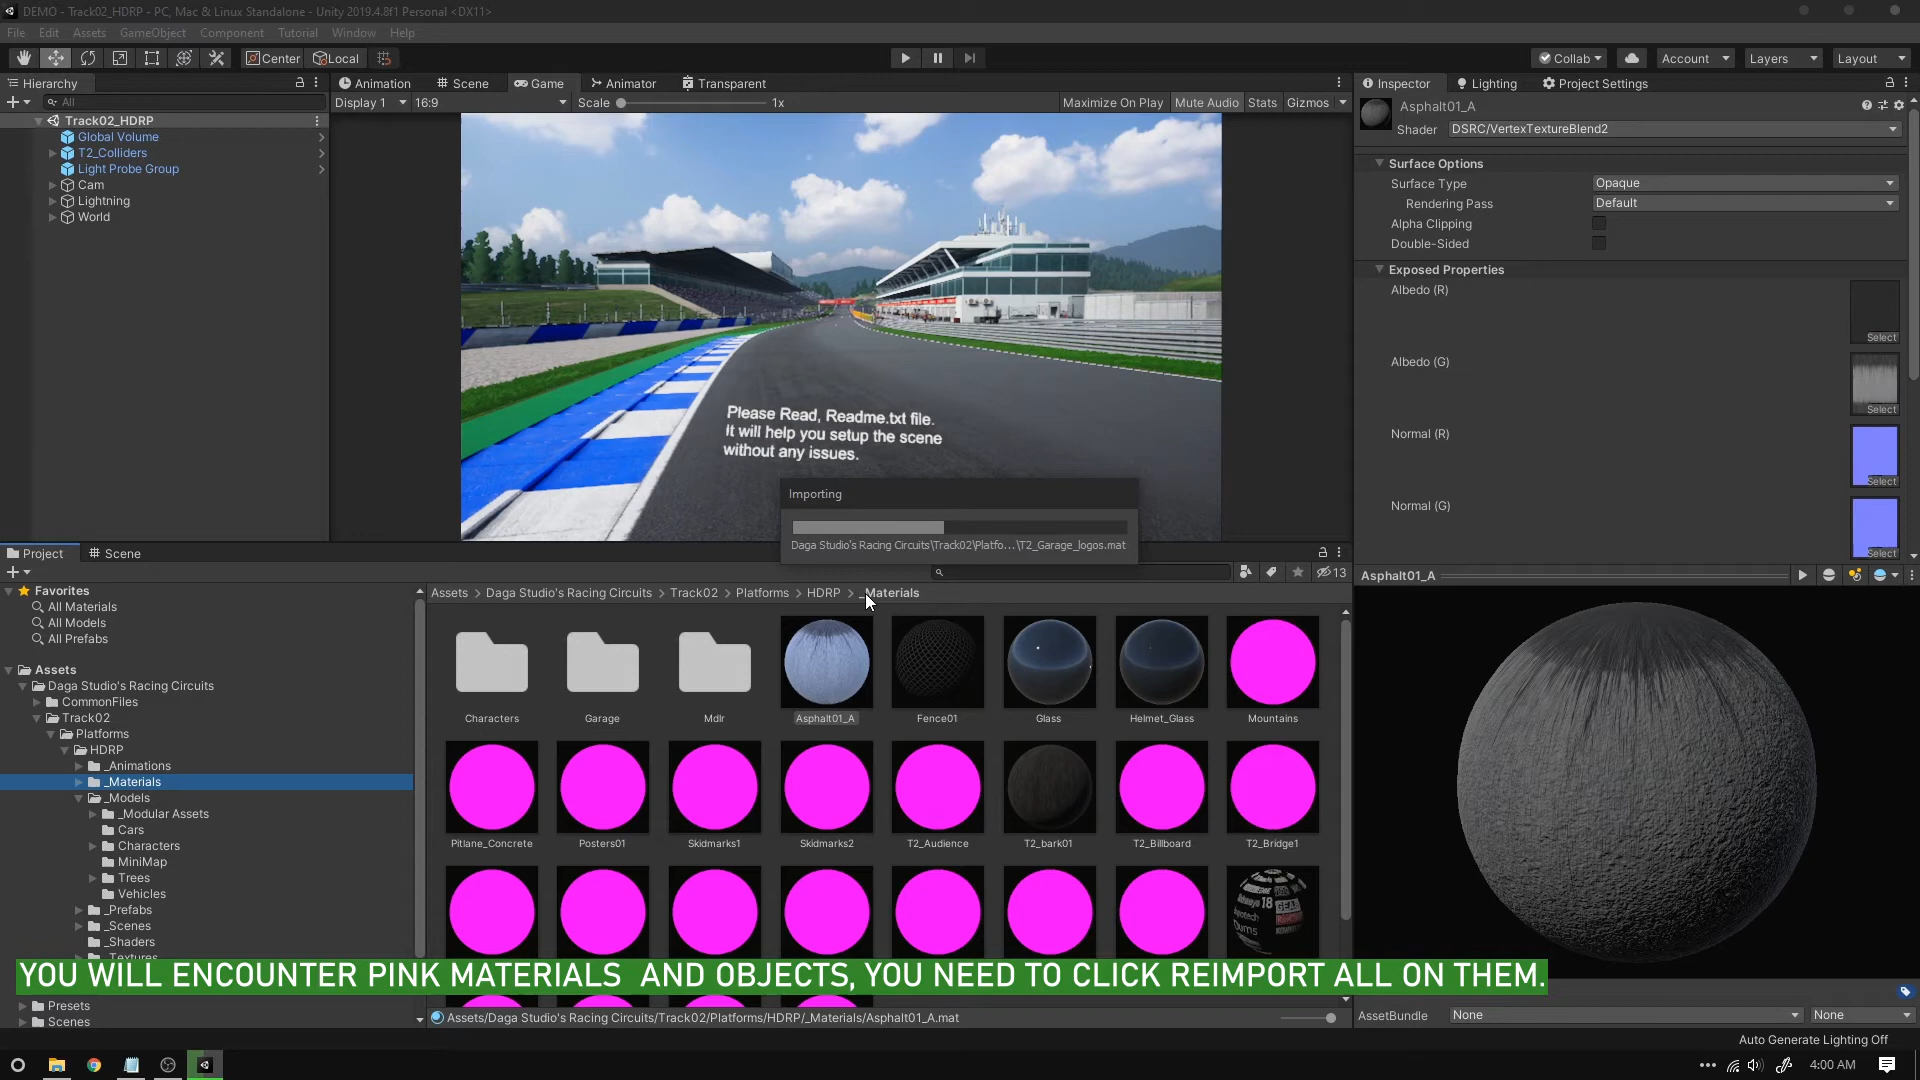 DEMO - Track02_HDRP - PC, Mac & Linux Standalone - Unity 2019.4.8f1 Personal <DX11>
File Edit Assets GameObject Component Tutorial Window Help
Center Local Collab Account Layers Layout
Hierarchy
All
Track02_HDRP
Global Volume
T2_Colliders
Light Probe Group
Cam
Lightning
World
Animation Scene Game Animator Transparent
Display 1 16:9 Scale 1x Maximize On Play Mute Audio Stats Gizmos
Please Read, Readme.txt file.
It will help you setup the scene
without any issues.
Importing
Daga Studio's Racing Circuits\Track02\Platfo...\T2_Garage_logos.mat
Inspector Lighting Project Settings
Asphalt01_A
Shader DSRC/VertexTextureBlend2
Surface Options
Surface Type Opaque
Rendering Pass Default
Alpha Clipping
Double-Sided
Exposed Properties
Albedo (R)
Select
Albedo (G)
Select
Normal (R)
Select
Normal (G)
Select
Project Scene
13
Favorites
All Materials
All Models
All Prefabs
Assets
Daga Studio's Racing Circuits
CommonFiles
Track02
Platforms
HDRP
_Animations
_Materials
_Models
_Modular Assets
Cars
Characters
MiniMap
Trees
Vehicles
_Prefabs
_Scenes
_Shaders
_Textures
Presets
Scenes
Assets > Daga Studio's Racing Circuits > Track02 > Platforms > HDRP > _Materials
Characters Garage Mdlr Asphalt01_A Fence01 Glass Helmet_Glass Mountains
Pitlane_Concrete Posters01 Skidmarks1 Skidmarks2 T2_Audience T2_bark01 T2_Billboard T2_Bridge1
Assets/Daga Studio's Racing Circuits/Track02/Platforms/HDRP/_Materials/Asphalt01_A.mat
Asphalt01_A
YOU WILL ENCOUNTER PINK MATERIALS AND OBJECTS, YOU NEED TO CLICK REIMPORT ALL ON THEM.
AssetBundle None None
Auto Generate Lighting Off
4:00 AM